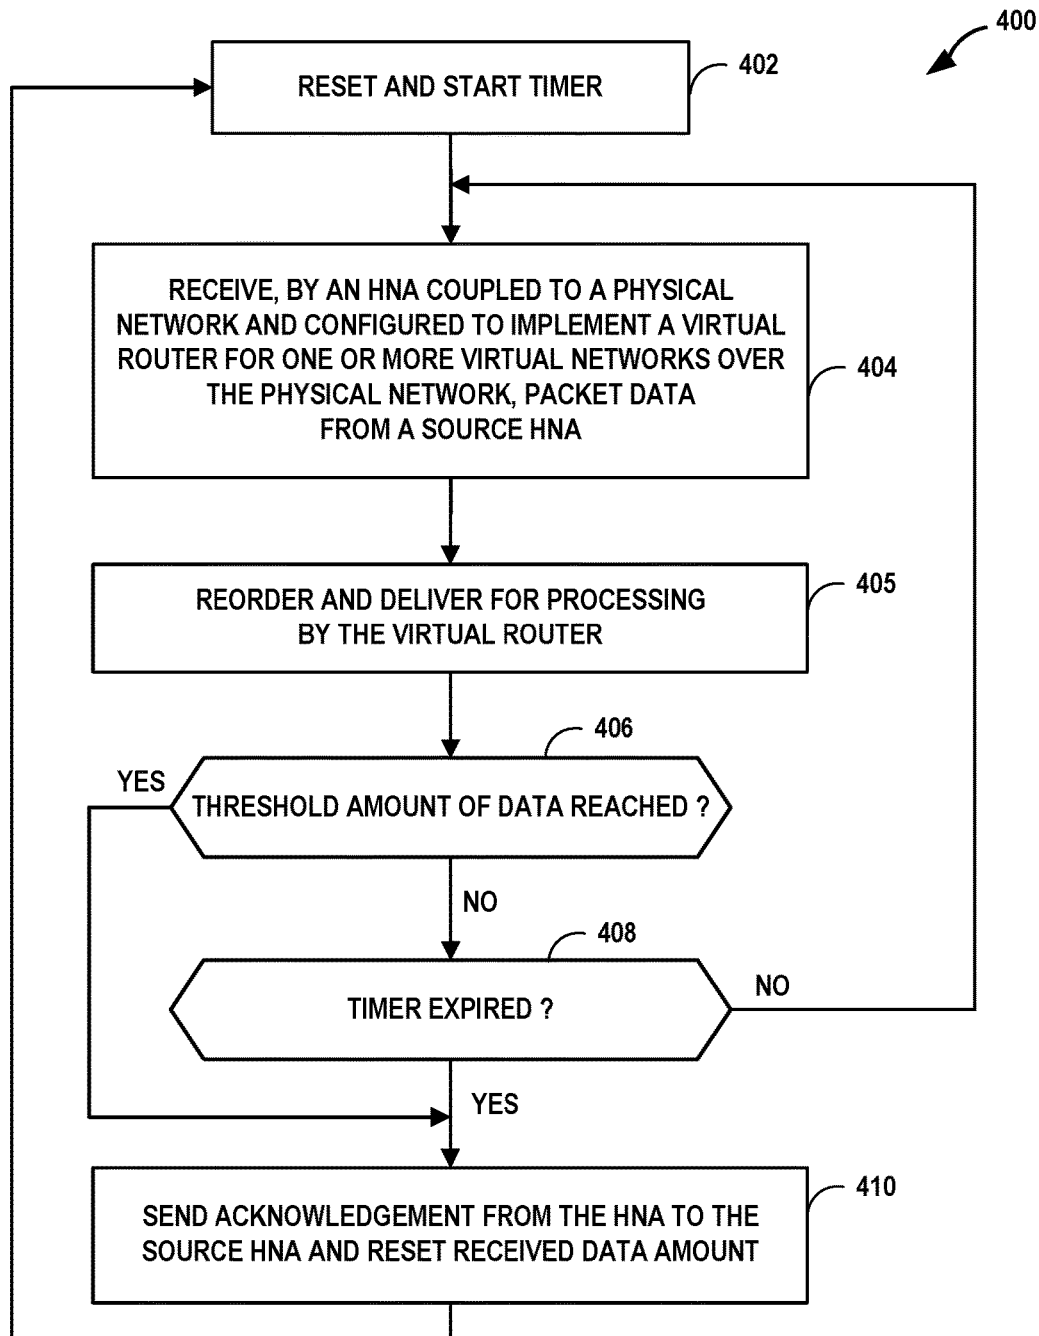 400
RESET AND START TIMER
402
RECEIVE, BY AN HNA COUPLED TO A PHYSICAL
NETWORK AND CONFIGURED TO IMPLEMENT A VIRTUAL
ROUTER FOR ONE OR MORE VIRTUAL NETWORKS OVER
THE PHYSICAL NETWORK, PACKET DATA
FROM A SOURCE HNA
404
REORDER AND DELIVER FOR PROCESSING
BY THE VIRTUAL ROUTER
405
406
YES
THRESHOLD AMOUNT OF DATA REACHED ?
NO
408
TIMER EXPIRED ?
NO
YES
410
SEND ACKNOWLEDGEMENT FROM THE HNA TO THE
SOURCE HNA AND RESET RECEIVED DATA AMOUNT